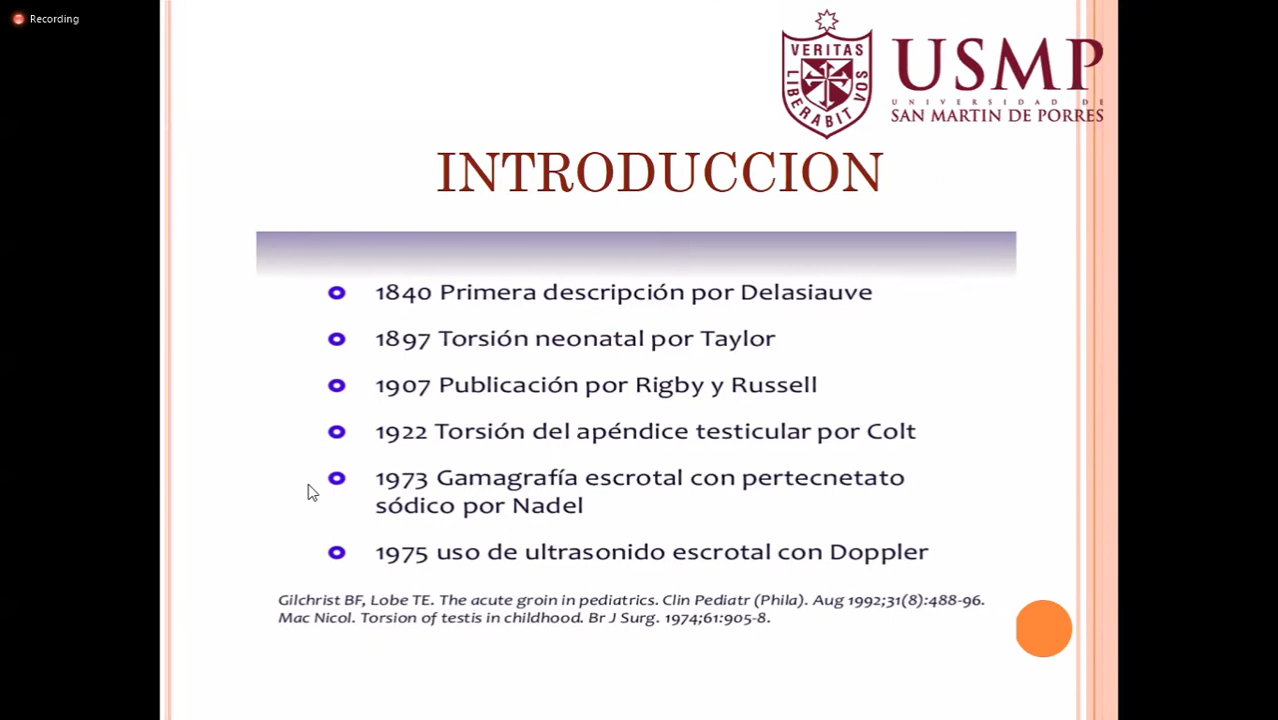 Recording
VERITAS
LIBERABIT VOS
USMP
UNIVERSIDAD DE
SAN MARTIN DE PORRES
INTRODUCCION
1840 Primera descripción por Delasiauve
1897 Torsión neonatal por Taylor
1907 Publicación por Rigby y Russell
1922 Torsión del apéndice testicular por Colt
1973 Gamagrafía escrotal con pertecnetato
sódico por Nadel
1975 uso de ultrasonido escrotal con Doppler
Gilchrist BF, Lobe TE. The acute groin in pediatrics. Clin Pediatr (Phila). Aug 1992;31(8):488-96.
Mac Nicol. Torsion of testis in childhood. Br J Surg. 1974;61:905-8.